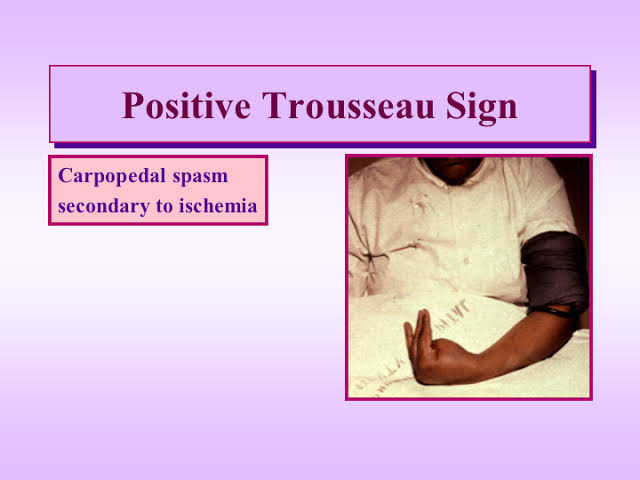 Positive Trousseau Sign
Carpopedal spasm
secondary to ischemia